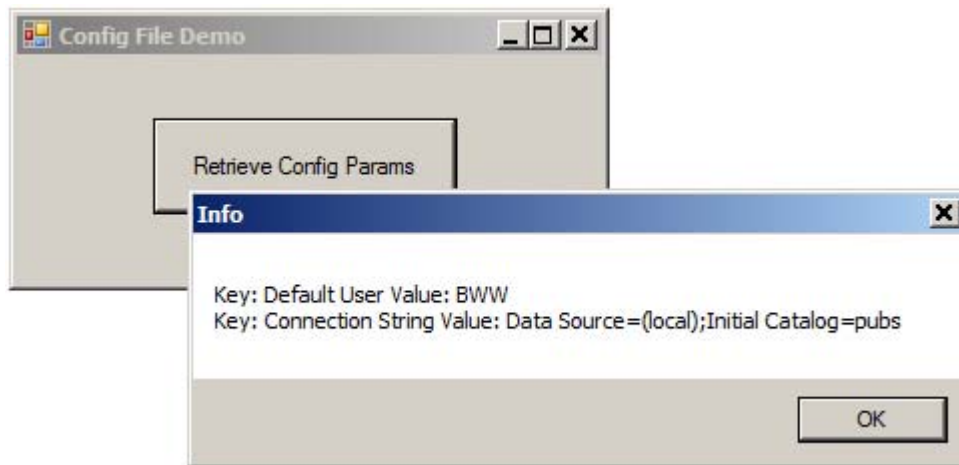 Config File Demo
Retrieve Config Params
Info
Key: Default User Value: BWW
Key: Connection String Value: Data Source=(local);Initial Catalog=pubs
OK